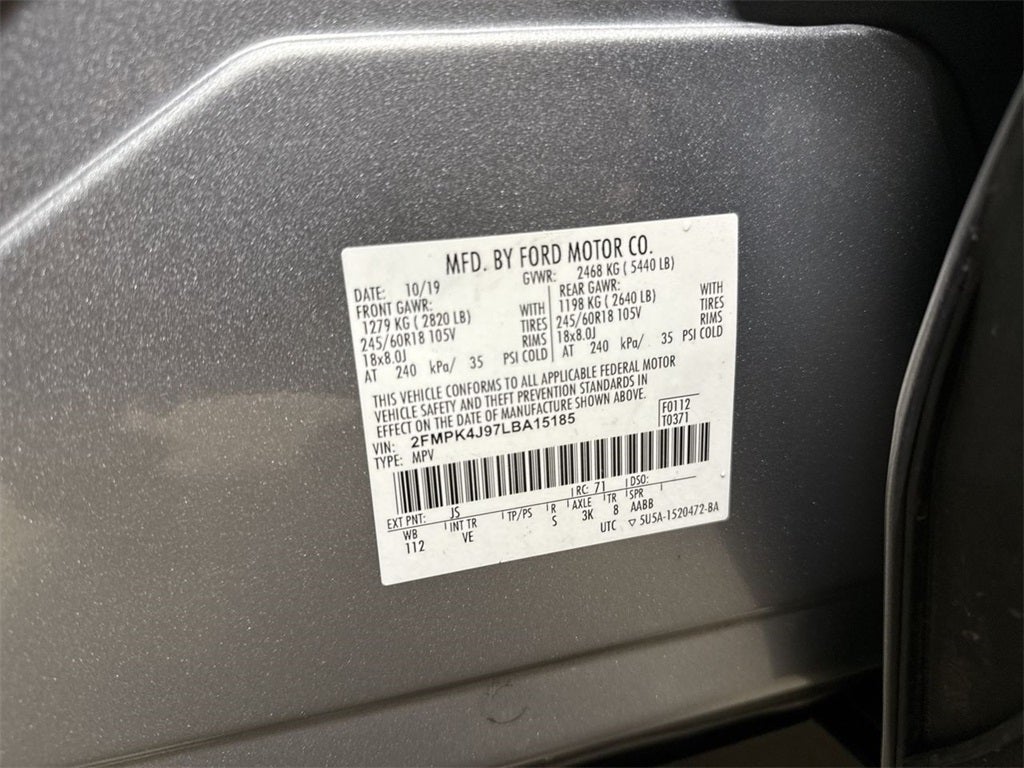 MFD. BY FORD MOTOR CO.
DATE: 10/19 GVWR: 2468 KG ( 5440 LB)
FRONT GAWR: REAR GAWR:
1279 KG ( 2820 LB) WITH 1198 KG ( 2640 LB) WITH
245/60R18 105V TIRES 245/60R18 105V TIRES
18x8.0J RIMS 18x8.0J RIMS
AT 240 kPa/ 35 PSI COLD AT 240 kPa/ 35 PSI COLD
THIS VEHICLE CONFORMS TO ALL APPLICABLE FEDERAL MOTOR
VEHICLE SAFETY AND THEFT PREVENTION STANDARDS IN
EFFECT ON THE DATE OF MANUFACTURE SHOWN ABOVE.
VIN: 2FMPK4J97LBA15185 F0112
TYPE: MPV T0371
EXT PNT: JS RC: 71 DSO:
WB INT TR TP/PS R AXLE TR SPR
112 VE S 3K 8 AABB
UTC ▽ 5U5A-1520472-BA